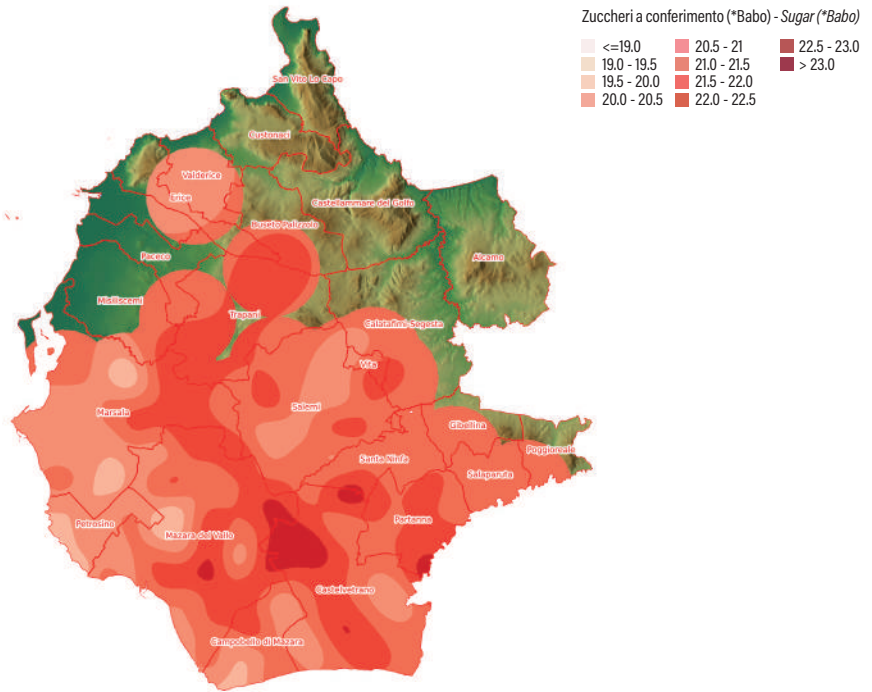 Zuccheri a conferimento (*Babo) - Sugar (*Babo)
<=19.0
19.0 - 19.5
19.5 - 20.0
20.0 - 20.5
20.5 - 21
21.0 - 21.5
21.5 - 22.0
22.0 - 22.5
22.5 - 23.0
> 23.0
San Vito Lo Capo
Custonaci
Valderice
Erice
Castellammare del Golfo
Buseto Palizzolo
Paceco
Alcamo
Misiliscemi
Trapani
Calatafimi-Segesta
Vita
Marsala
Salemi
Gibellina
Poggioreale
Santa Ninfa
Salaparuta
Petrosino
Partanna
Mazara del Vallo
Castelvetrano
Campobello di Mazara